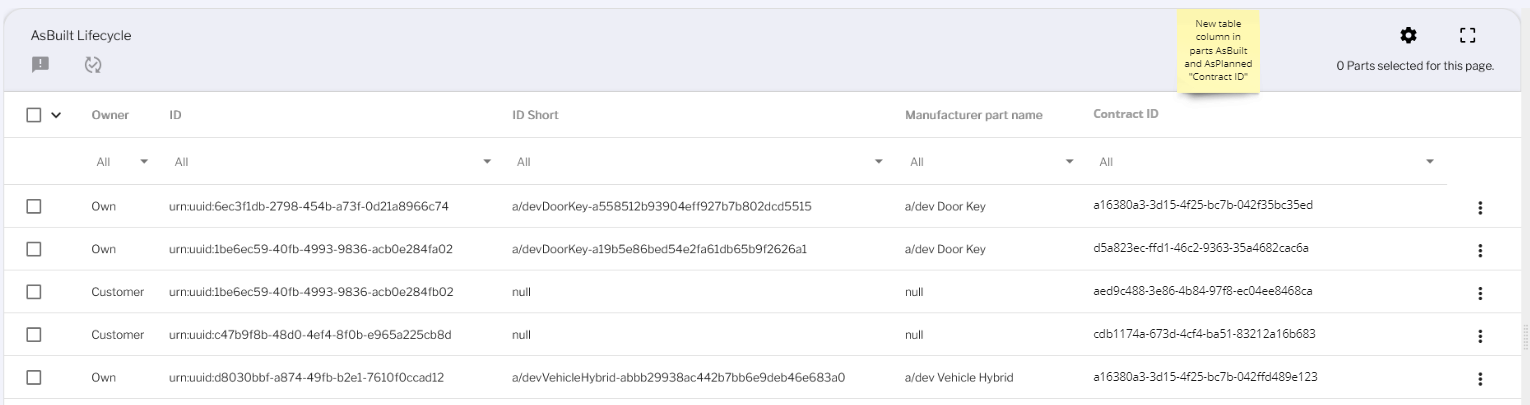 AsBuilt Lifecycle
New table
column in
parts AsBuilt
and AsPlanned
"Contract ID"
0 Parts selected for this page.
Owner ID ID Short Manufacturer part name Contract ID
All All All All All
Own urn:uuid:6ec3f1db-2798-454b-a73f-0d21a8966c74 a/devDoorKey-a558512b93904eff927b7b802dcd5515 a/dev Door Key a16380a3-3d15-4f25-bc7b-042f35bc35ed
Own urn:uuid:1be6ec59-40fb-4993-9836-acb0e284fa02 a/devDoorKey-a19b5e86bed54e2fa61db65b9f2626a1 a/dev Door Key d5a823ec-ffd1-46c2-9363-35a4682cac6a
Customer urn:uuid:1be6ec59-40fb-4993-9836-acb0e284fb02 null null aed9c488-3e86-4b84-97f8-ec04ee8468ca
Customer urn:uuid:c47b9f8b-48d0-4ef4-8f0b-e965a225cb8d null null cdb1174a-673d-4cf4-ba51-83212a16b683
Own urn:uuid:d8030bbf-a874-49fb-b2e1-7610f0ccad12 a/devVehicleHybrid-abbb29938ac442b7bb6e9deb46e683a0 a/dev Vehicle Hybrid a16380a3-3d15-4f25-bc7b-042ffd489e123